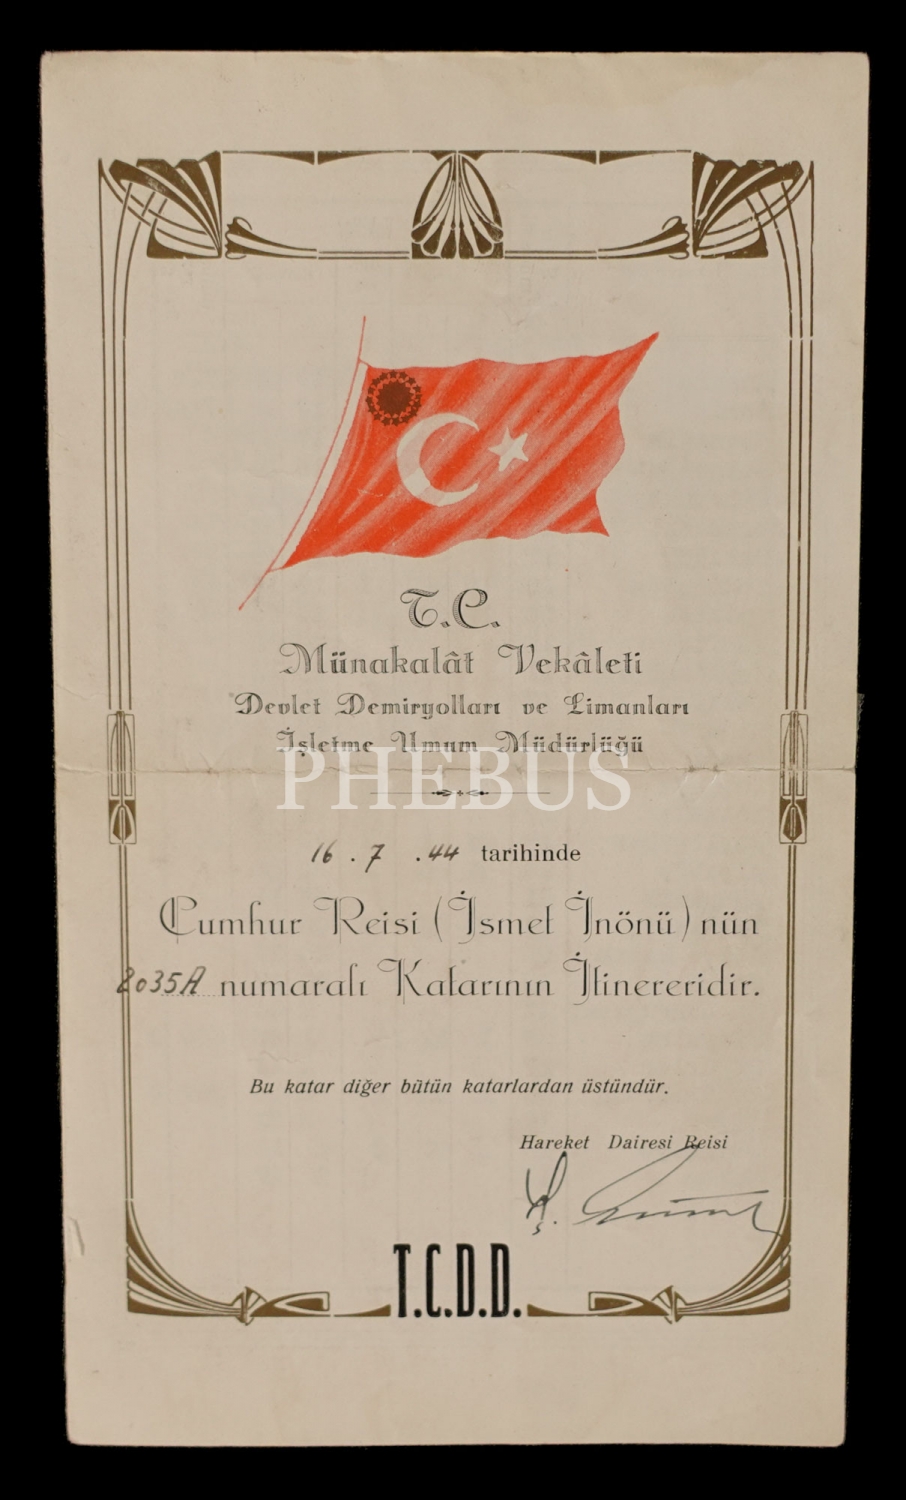 T.C.
Münakalât Vekâleti
Devlet Demiryolları ve Limanları
İşletme Umum Müdürlüğü
PHEBUS
16 . 7 . 44 tarihinde
Cumhur Reisi (İsmet İnönü) nün
2035A numaralı Katarının İtinereridir.
Bu katar diğer bütün katarlardan üstündür.
Hareket Dairesi Reisi
T.C.D.D.